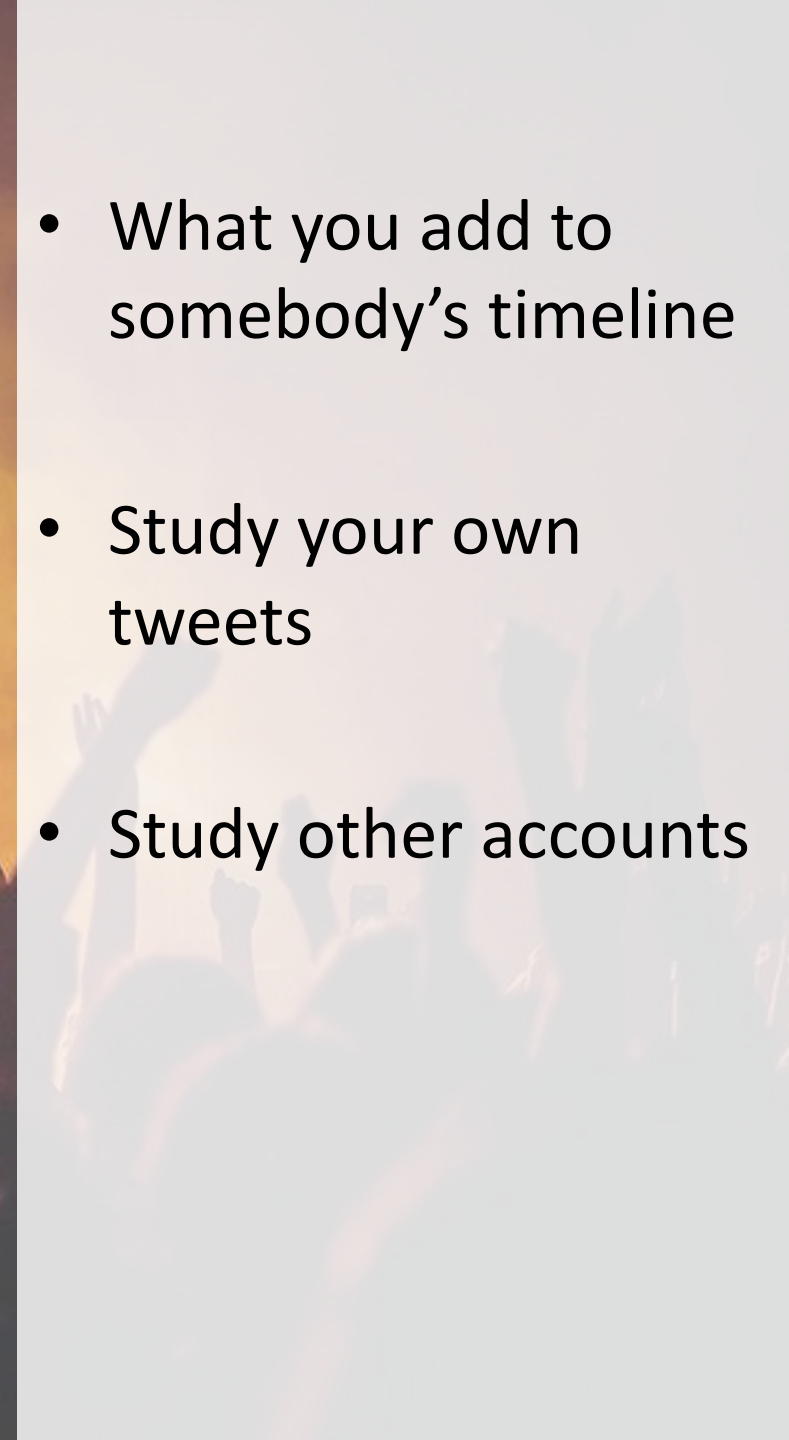 • What you add to
somebody’s timeline
• Study your own
tweets
• Study other accounts